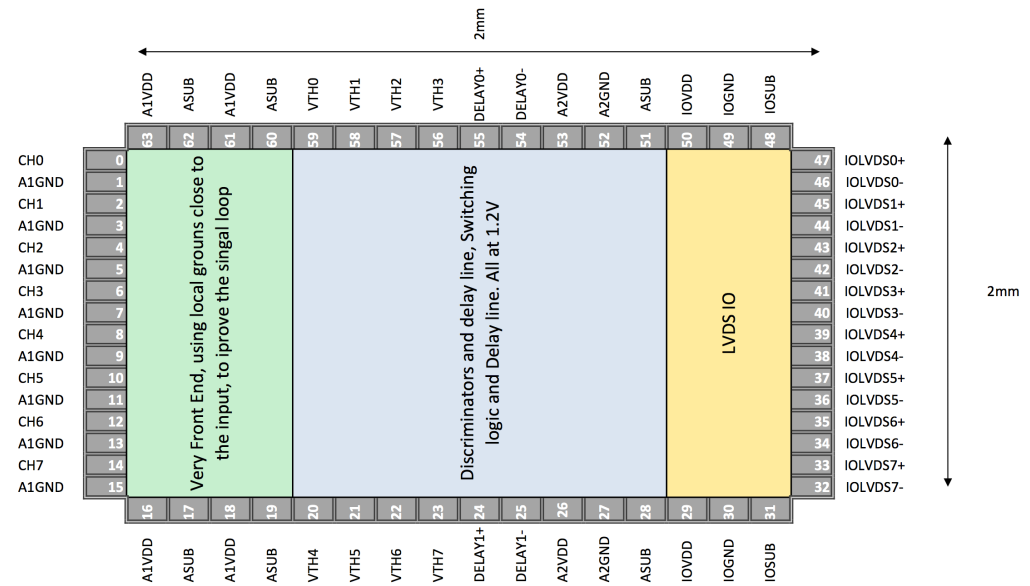 2mm
A1VDD
ASUB
A1VDD
ASUB
VTH0
VTH1
VTH2
VTH3
DELAY0+
DELAY0-
A2VDD
A2GND
ASUB
IOVDD
IOGND
IOSUB
63
62
61
60
59
58
57
56
55
54
53
52
51
50
49
48
CH0 0
A1GND 1
CH1 2
A1GND 3
CH2 4
A1GND 5
CH3 6
A1GND 7
CH4 8
A1GND 9
CH5 10
A1GND 11
CH6 12
A1GND 13
CH7 14
A1GND 15
Very Front End, using local grouns close to
the input, to iprove the singal loop
Discriminators and delay line, Switching
logic and Delay line. All at 1.2V
LVDS IO
47 IOLVDS0+
46 IOLVDS0-
45 IOLVDS1+
44 IOLVDS1-
43 IOLVDS2+
42 IOLVDS2-
41 IOLVDS3+
40 IOLVDS3-
39 IOLVDS4+
38 IOLVDS4-
37 IOLVDS5+
36 IOLVDS5-
35 IOLVDS6+
34 IOLVDS6-
33 IOLVDS7+
32 IOLVDS7-
2mm
16
17
18
19
20
21
22
23
24
25
26
27
28
29
30
31
A1VDD
ASUB
A1VDD
ASUB
VTH4
VTH5
VTH6
VTH7
DELAY1+
DELAY1-
A2VDD
A2GND
ASUB
IOVDD
IOGND
IOSUB